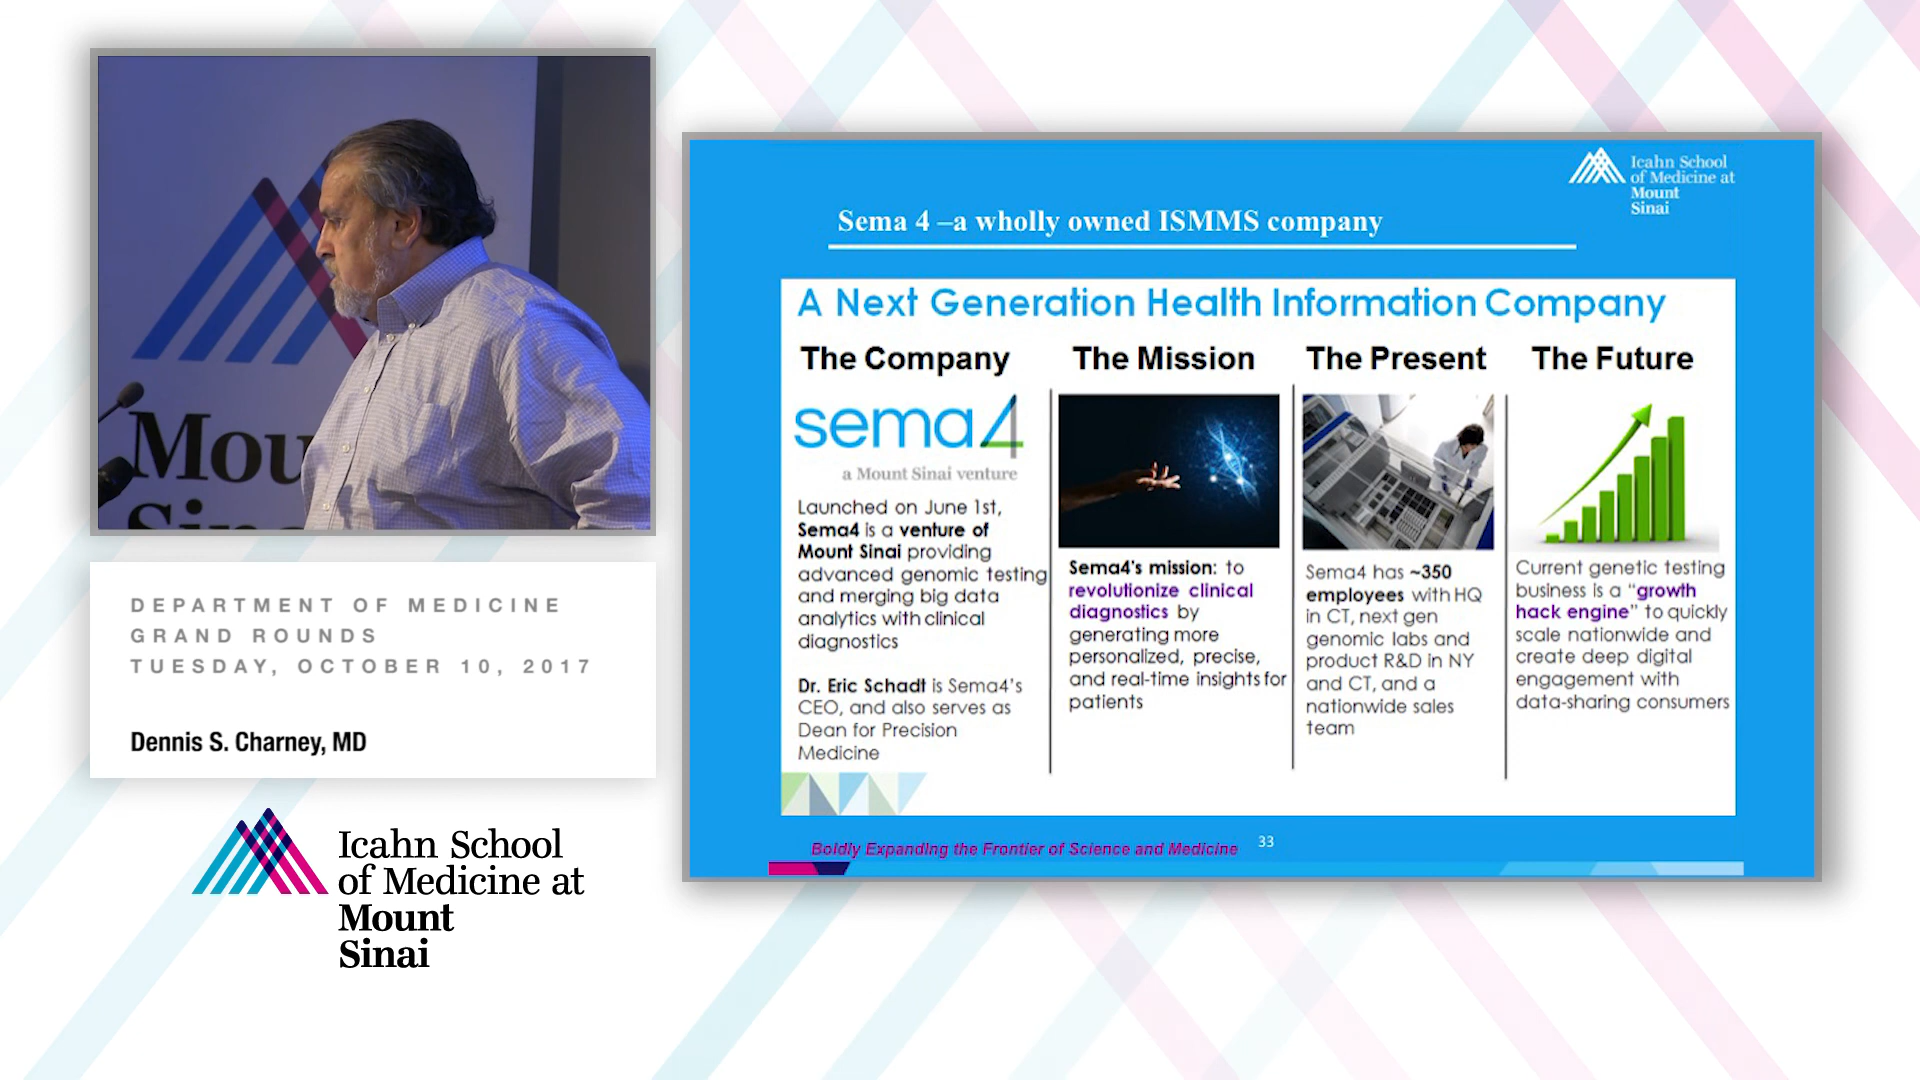 Mou
Sinai
DEPARTMENT OF MEDICINE
GRAND ROUNDS
TUESDAY, OCTOBER 10, 2017
Dennis S. Charney, MD
Icahn School
of Medicine at
Mount
Sinai
Icahn School
of Medicine at
Mount
Sinai
Sema 4 –a wholly owned ISMMS company
A Next Generation Health Information Company
The Company
sema4
a Mount Sinai venture
Launched on June 1st,
Sema4 is a venture of
Mount Sinai providing
advanced genomic testing
and merging big data
analytics with clinical
diagnostics
Dr. Eric Schadt is Sema4's
CEO, and also serves as
Dean for Precision
Medicine
The Mission
Sema4's mission: to
revolutionize clinical
diagnostics by
generating more
personalized, precise,
and real-time insights for
patients
The Present
Sema4 has ~350
employees with HQ
in CT, next gen
genomic labs and
product R&D in NY
and CT, and a
nationwide sales
team
The Future
Current genetic testing
business is a “growth
hack engine” to quickly
scale nationwide and
create deep digital
engagement with
data-sharing consumers
Boldly Expanding the Frontier of Science and Medicine
33